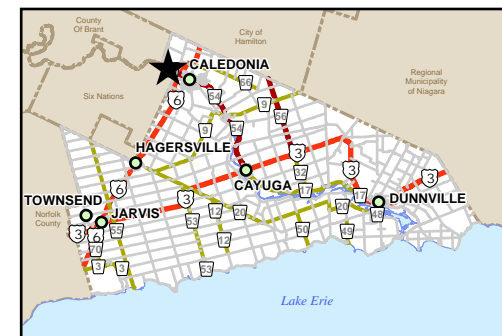 County
Of Brant
City of
Hamilton
CALEDONIA
Regional
Municipality
of Niagara
Six Nations
6
54
66
9
56
9
54
HAGERSVILLE
3
3
32
6
CAYUGA
17
3
17
TOWNSEND
3
DUNNVILLE
Norfolk
County
JARVIS
53
12
20
20
48
3
6
55
12
50
49
70
3
3
53
Lake Erie